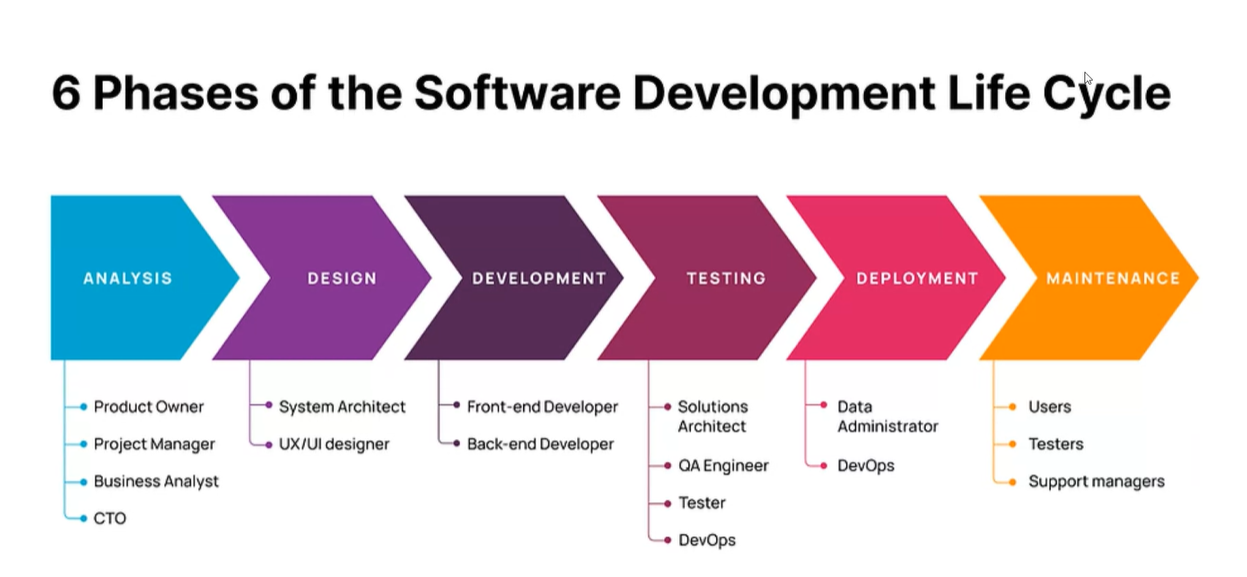 6 Phases of the Software Development Life Cycle
ANALYSIS
DESIGN
DEVELOPMENT
TESTING
DEPLOYMENT
MAINTENANCE
Product Owner
Project Manager
Business Analyst
CTO
System Architect
UX/UI designer
Front-end Developer
Back-end Developer
Solutions
Architect
QA Engineer
Tester
DevOps
Data
Administrator
DevOps
Users
Testers
Support managers